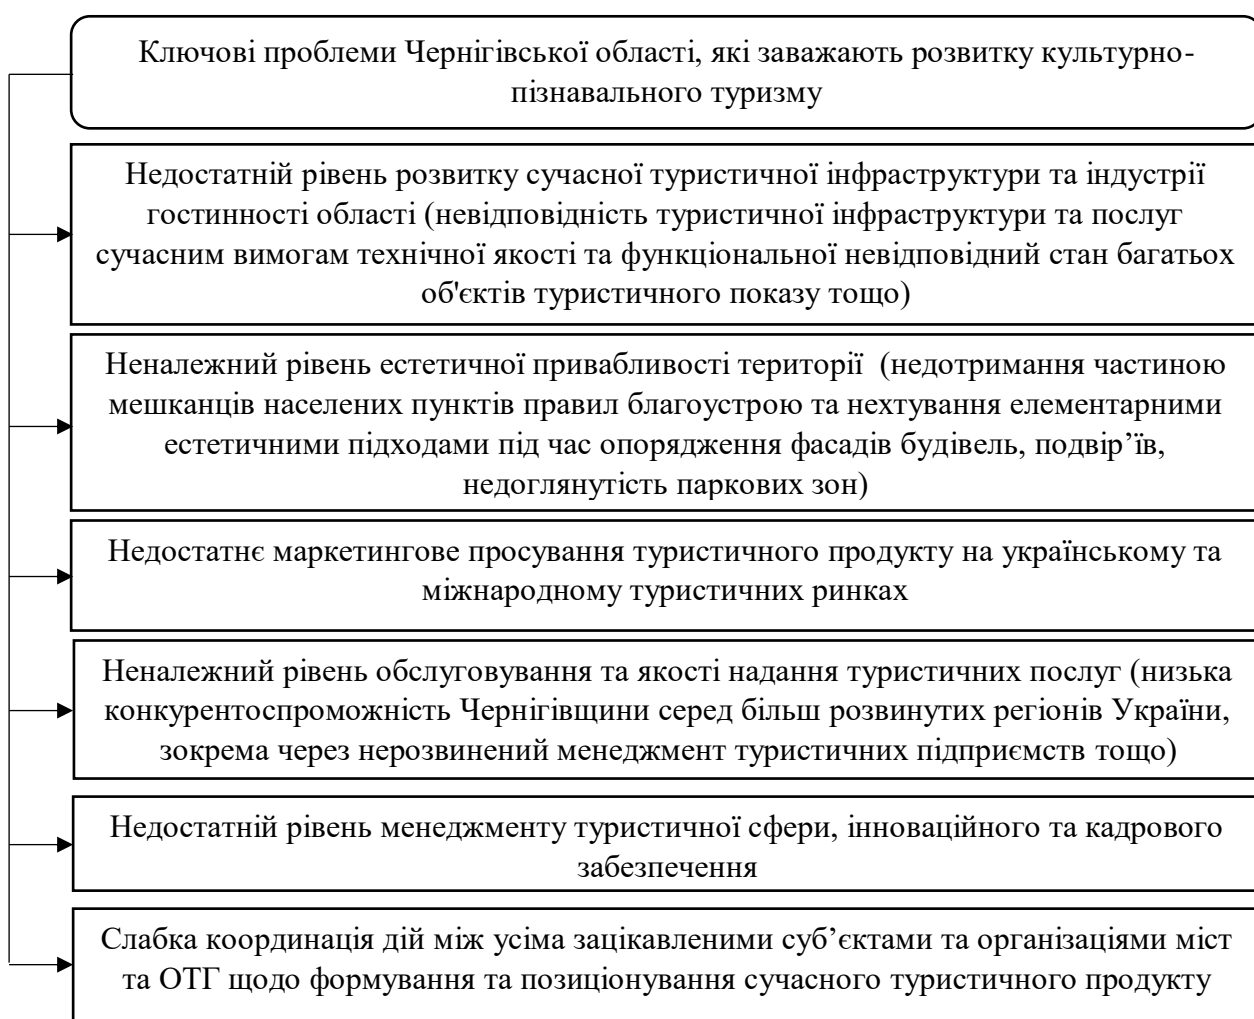 Ключові проблеми Чернігівської області, які заважають розвитку культурно-
пізнавального туризму
Недостатній рівень розвитку сучасної туристичної інфраструктури та індустрії
гостинності області (невідповідність туристичної інфраструктури та послуг
сучасним вимогам технічної якості та функціональної невідповідний стан багатьох
об'єктів туристичного показу тощо)
Неналежний рівень естетичної привабливості території (недотримання частиною
мешканців населених пунктів правил благоустрою та нехтування елементарними
естетичними підходами під час опорядження фасадів будівель, подвір’їв,
недоглянутість паркових зон)
Недостатнє маркетингове просування туристичного продукту на українському та
міжнародному туристичних ринках
Неналежний рівень обслуговування та якості надання туристичних послуг (низька
конкурентоспроможність Чернігівщини серед більш розвинутих регіонів України,
зокрема через нерозвинений менеджмент туристичних підприємств тощо)
Недостатній рівень менеджменту туристичної сфери, інноваційного та кадрового
забезпечення
Слабка координація дій між усіма зацікавленими суб’єктами та організаціями міст
та ОТГ щодо формування та позиціонування сучасного туристичного продукту